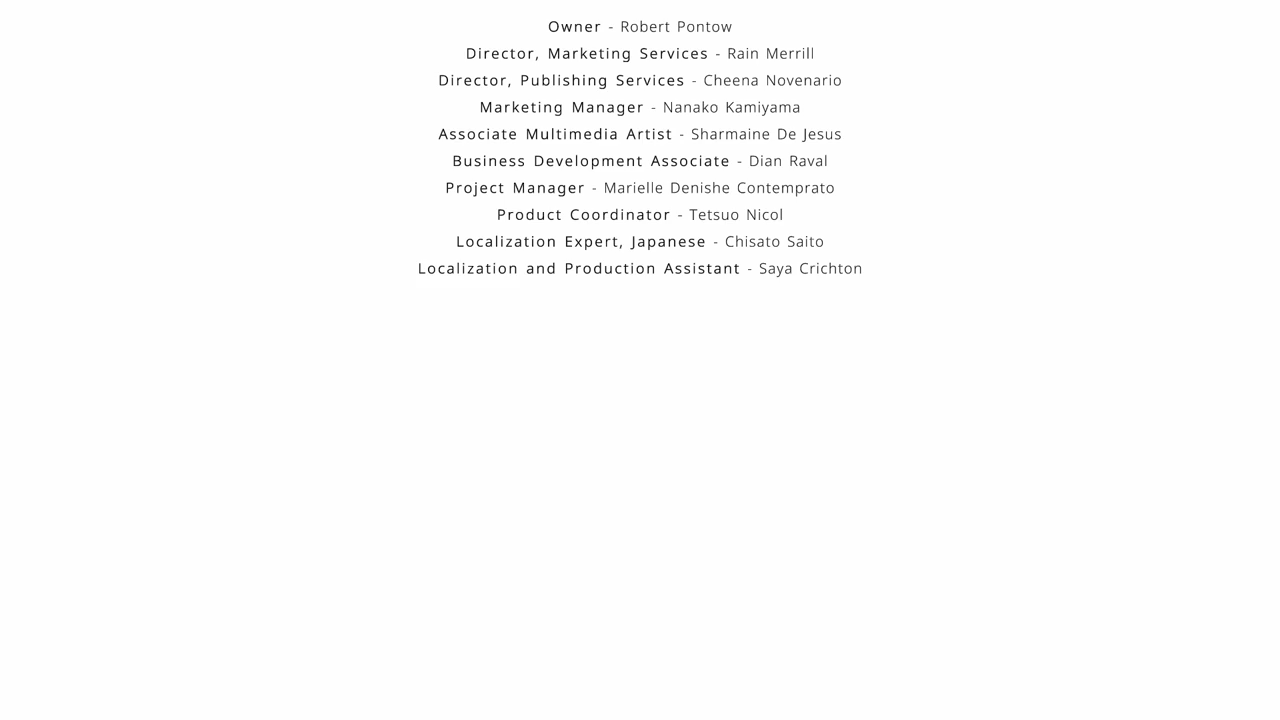 Owner - Robert Pontow
Director, Marketing Services - Rain Merrill
Director, Publishing Services - Cheena Novenario
Marketing Manager - Nanako Kamiyama
Associate Multimedia Artist - Sharmaine De Jesus
Business Development Associate - Dian Raval
Project Manager - Marielle Denishe Contemprato
Product Coordinator - Tetsuo Nicol
Localization Expert, Japanese - Chisato Saito
Localization and Production Assistant - Saya Crichton